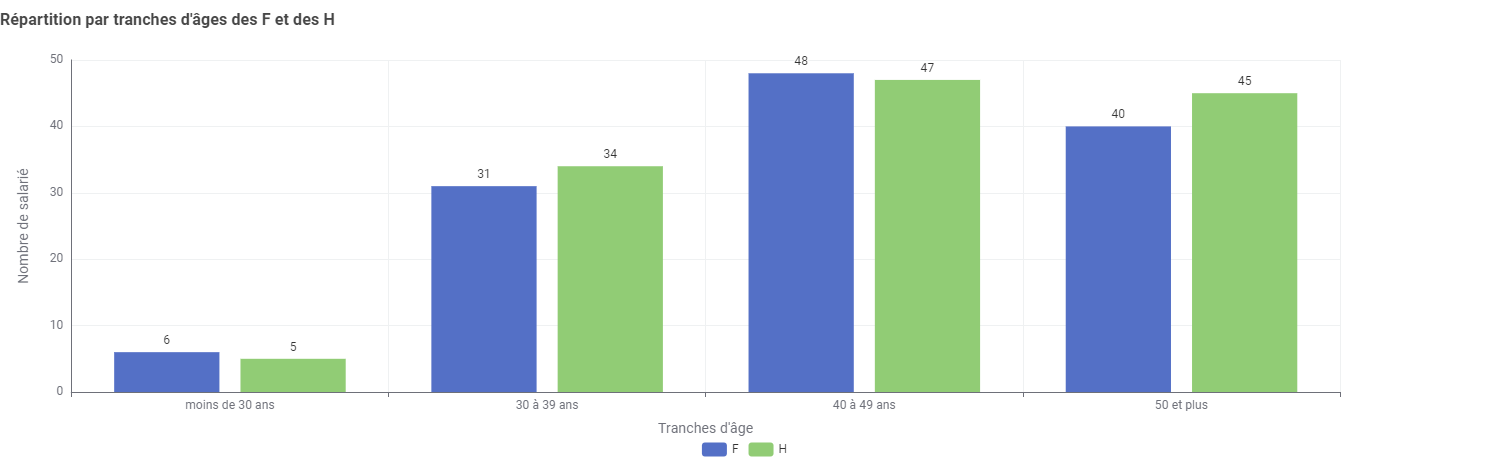 Répartition par tranches d'âges des F et des H
50
40
30
20
10
0
Nombre de salarié
6
5
31
34
48
47
40
45
moins de 30 ans
30 à 39 ans
40 à 49 ans
50 et plus
Tranches d'âge
F
H